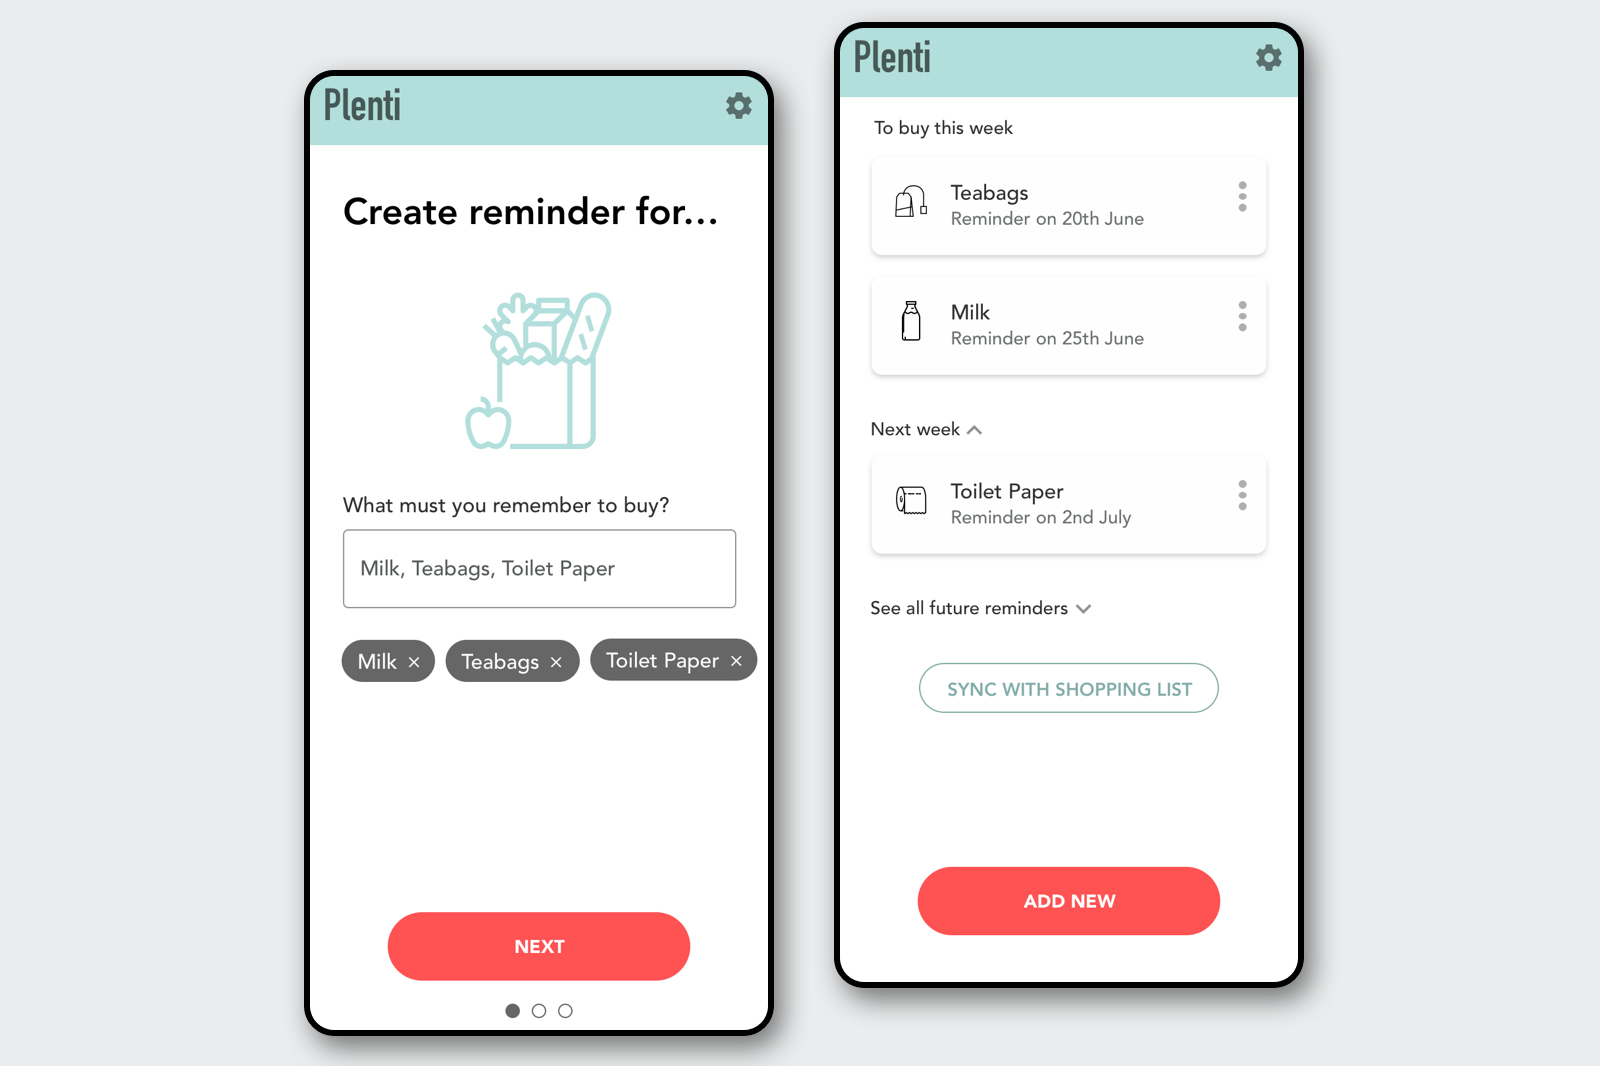 Plenti
Create reminder for...
What must you remember to buy?
Milk, Teabags, Toilet Paper
Milk ×
Teabags ×
Toilet Paper ×
NEXT
Plenti
To buy this week
Teabags
Reminder on 20th June
Milk
Reminder on 25th June
Next week
Toilet Paper
Reminder on 2nd July
See all future reminders
SYNC WITH SHOPPING LIST
ADD NEW